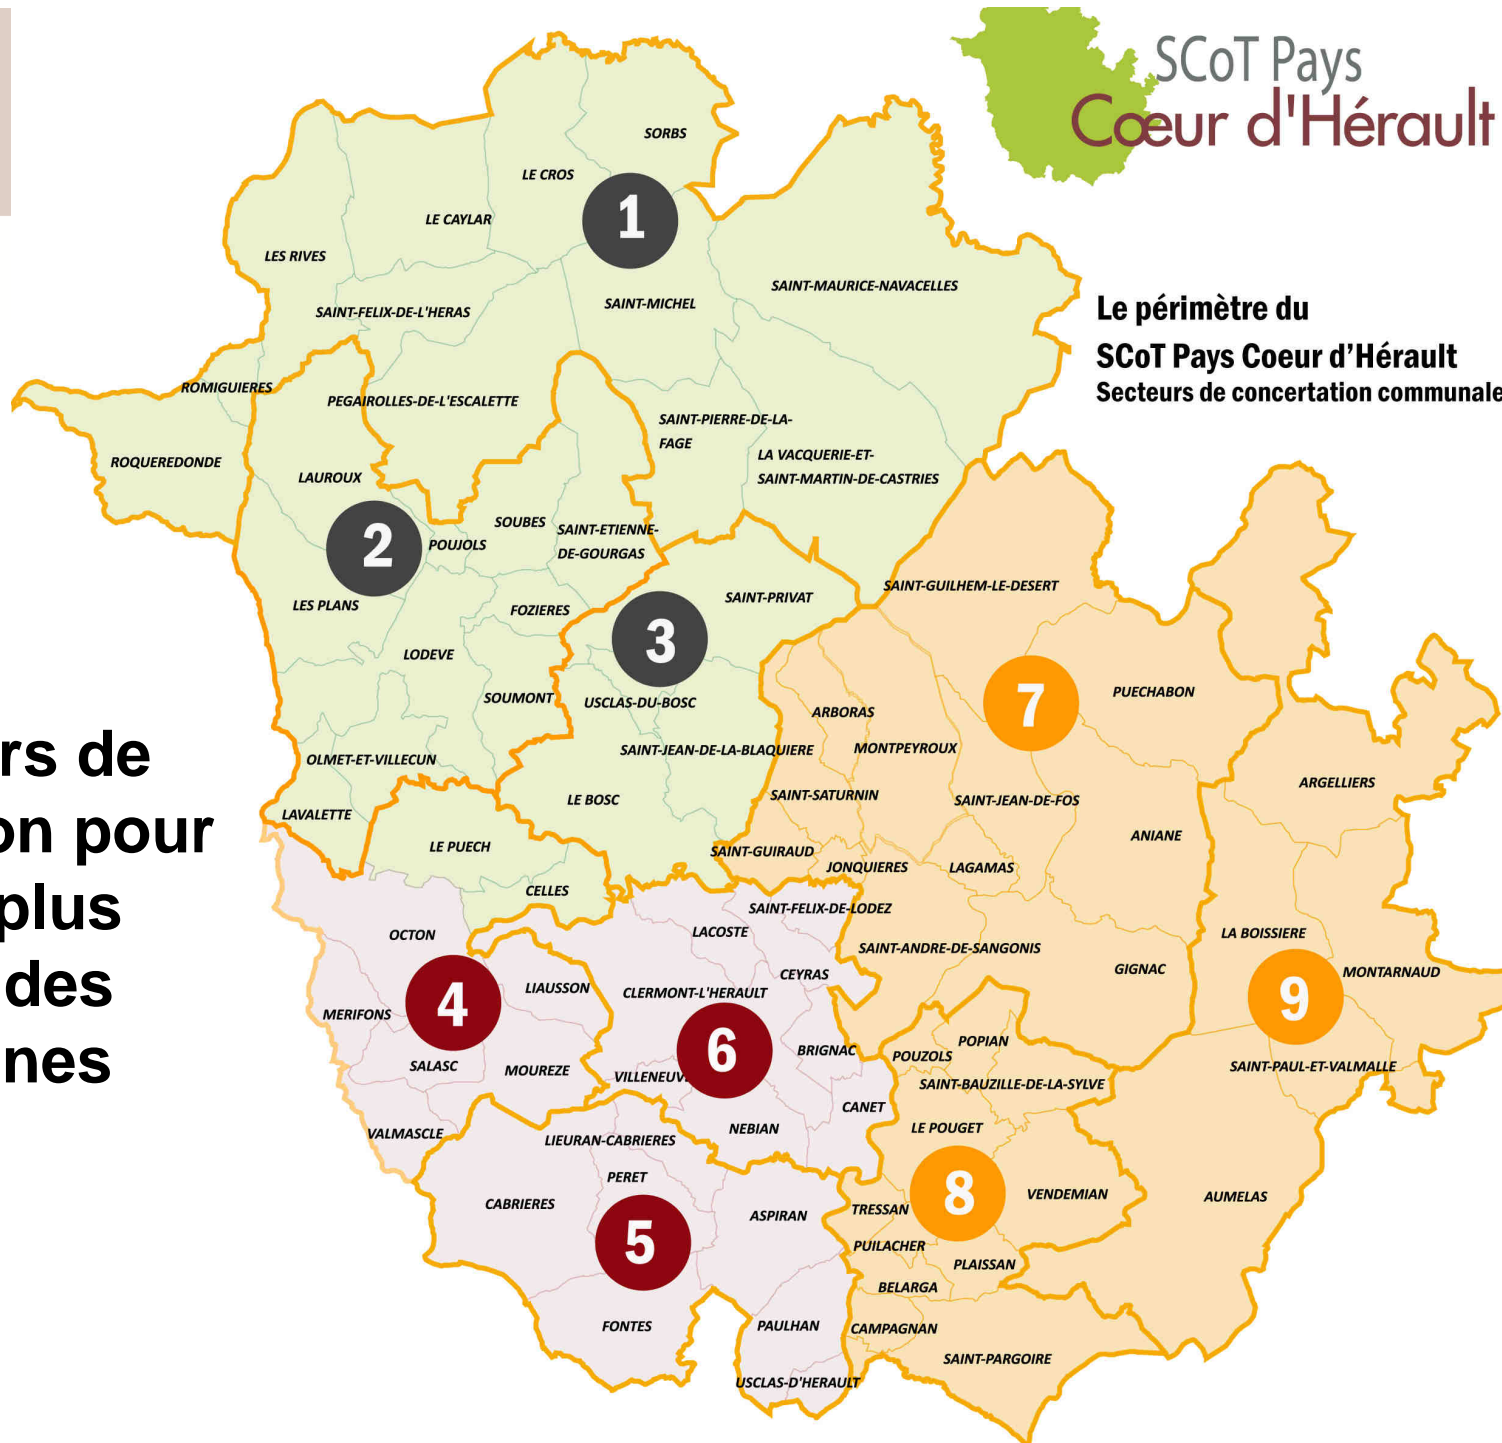 SCoT Pays
Cœur d'Hérault
Le périmètre du
SCoT Pays Coeur d'Hérault
Secteurs de concertation communale
SORBS
LE CROS
1
LE CAYLAR
LES RIVES
SAINT-MAURICE-NAVACELLES
SAINT-MICHEL
SAINT-FELIX-DE-L'HERAS
ROMIGUIERES
PEGAIROLLES-DE-L'ESCALETTE
SAINT-PIERRE-DE-LA-
FAGE
LA VACQUERIE-ET-
SAINT-MARTIN-DE-CASTRIES
ROQUEREDONDE
LAUROUX
SOUBES
SAINT-ETIENNE-
DE-GOURGAS
2
POUJOLS
SAINT-GUILHEM-LE-DESERT
SAINT-PRIVAT
LES PLANS
FOZIERES
3
LODEVE
PUECHABON
SOUMONT
USCLAS-DU-BOSC
7
ARBORAS
SAINT-JEAN-DE-LA-BLAQUIERE
MONTPEYROUX
rs de
OLMET-ET-VILLECUN
ARGELLIERS
LE BOSC
SAINT-SATURNIN
SAINT-JEAN-DE-FOS
LAVALETTE
on pour
ANIANE
LE PUECH
SAINT-GUIRAUD
JONQUIERES
LAGAMAS
CELLES
plus
SAINT-FELIX-DE-LODEZ
OCTON
LACOSTE
LA BOISSIERE
SAINT-ANDRE-DE-SANGONIS
GIGNAC
MONTARNAUD
CEYRAS
des
LIAUSSON
CLERMONT-L'HERAULT
4
9
MERIFONS
POPIAN
6
BRIGNAC
POUZOLS
nes
SALASC
MOUREZE
VILLENEUV
SAINT-PAUL-ET-VALMALLE
SAINT-BAUZILLE-DE-LA-SYLVE
CANET
NEBIAN
LE POUGET
VALMASCLE
LIEURAN-CABRIERES
PERET
8
VENDEMIAN
AUMELAS
CABRIERES
TRESSAN
ASPIRAN
5
PUILACHER
PLAISSAN
BELARGA
FONTES
PAULHAN
CAMPAGNAN
SAINT-PARGOIRE
USCLAS-D'HERAULT